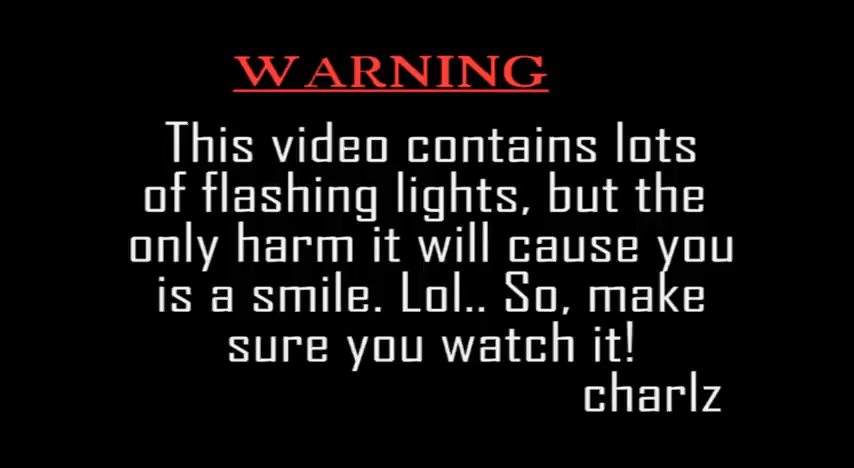 WARNING
This video contains lots
of flashing lights, but the
only harm it will cause you
is a smile. Lol.. So, make
sure you watch it!
charlz